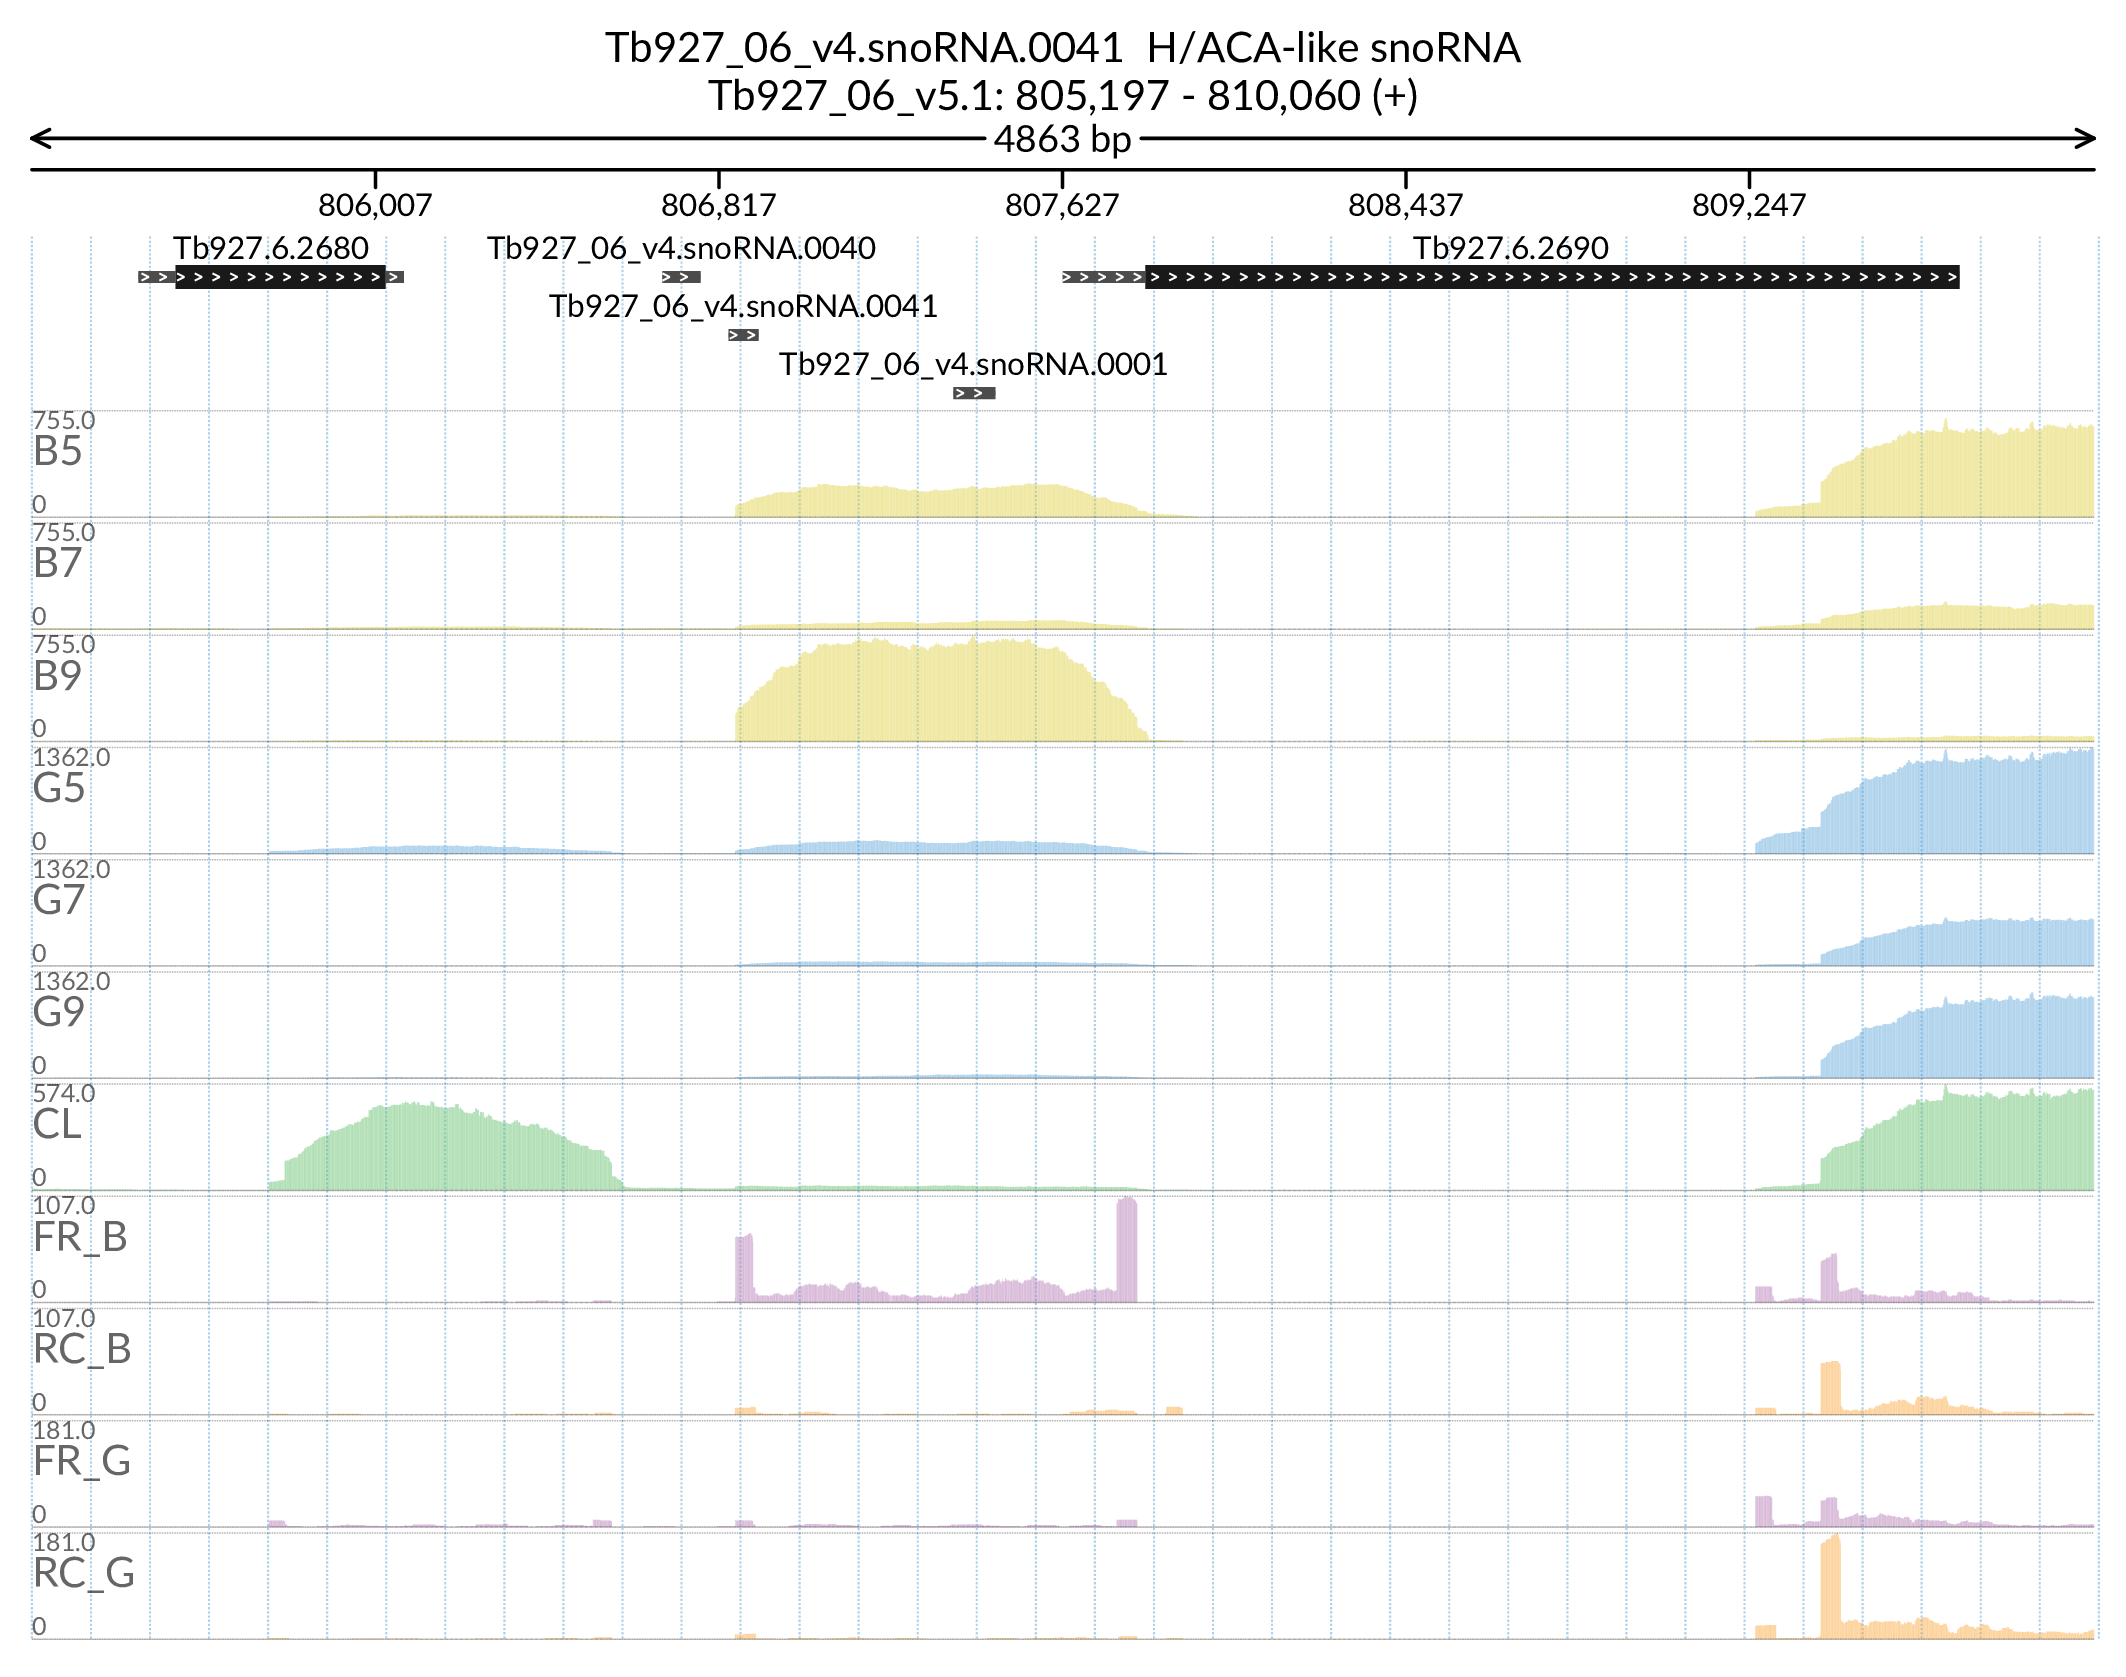 Tb927_06_v4.snoRNA.0041 H/ACA-like snoRNA
Tb927_06_v5.1: 805,197 - 810,060 (+)
4863 bp
806,007 806,817 807,627 808,437 809,247
Tb927.6.2680 Tb927_06_v4.snoRNA.0040 Tb927.6.2690
Tb927_06_v4.snoRNA.0041
Tb927_06_v4.snoRNA.0001
755.0
B5
0
755.0
B7
0
755.0
B9
0
1362.0
G5
0
1362.0
G7
0
1362.0
G9
0
574.0
CL
0
107.0
FR_B
0
107.0
RC_B
0
181.0
FR_G
0
181.0
RC_G
0